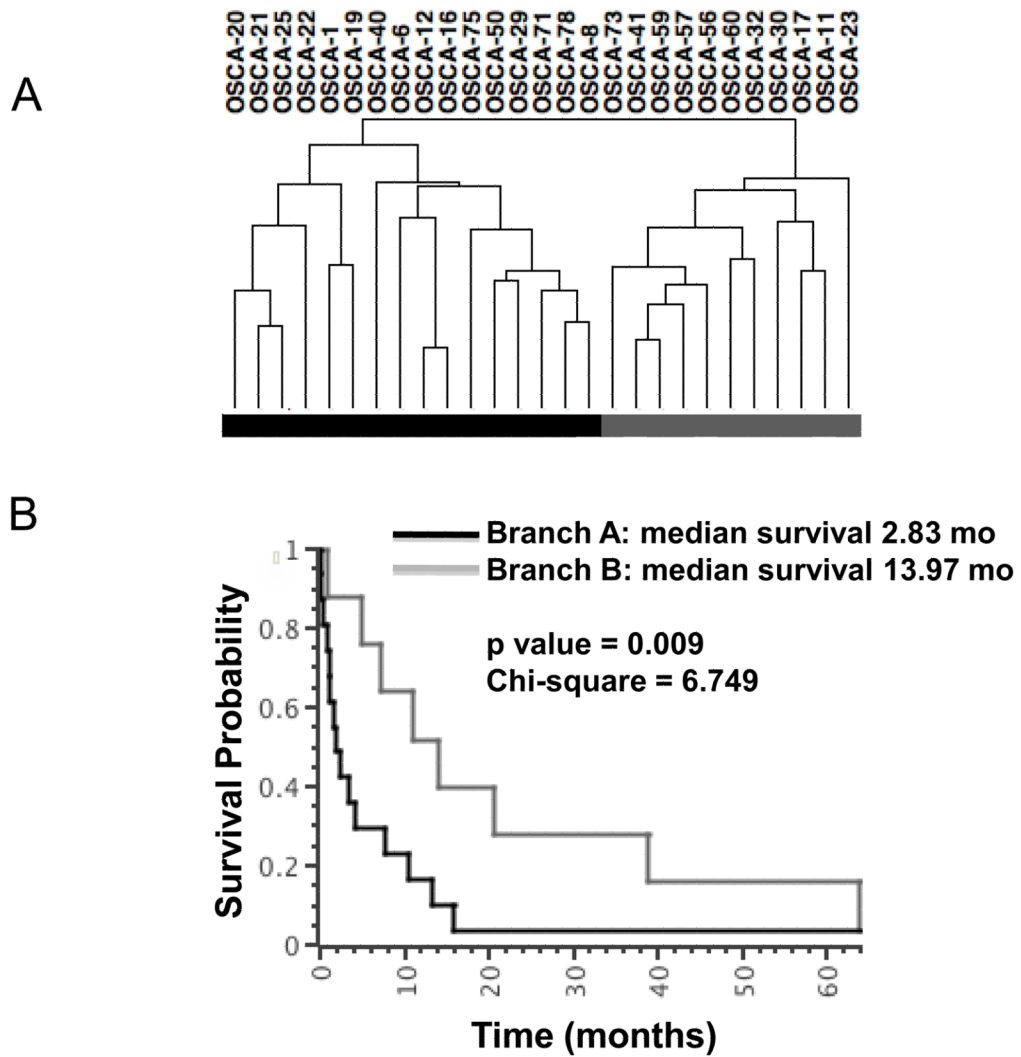 A
OSCA-20
OSCA-21
OSCA-25
OSCA-22
OSCA-1
OSCA-19
OSCA-40
OSCA-6
OSCA-12
OSCA-16
OSCA-75
OSCA-50
OSCA-29
OSCA-71
OSCA-78
OSCA-8
OSCA-73
OSCA-41
OSCA-59
OSCA-57
OSCA-56
OSCA-60
OSCA-32
OSCA-30
OSCA-17
OSCA-11
OSCA-23
B
Branch A: median survival 2.83 mo
Branch B: median survival 13.97 mo
p value = 0.009
Chi-square = 6.749
Survival Probability
1
0.8
0.6
0.4
0.2
0
0
10
20
30
40
50
60
Time (months)